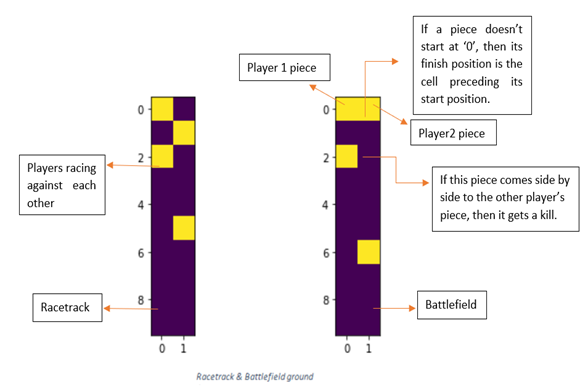 If a piece doesn't
start at '0', then its
finish position is the
cell preceding its
start position.
Player 1 piece
Player2 piece
0
2
4
6
8
0 1
0
2
4
6
8
0 1
Players racing
against each
other
If this piece comes side by
side to the other player's
piece, then it gets a kill.
Racetrack
Battlefield
Racetrack & Battlefield ground